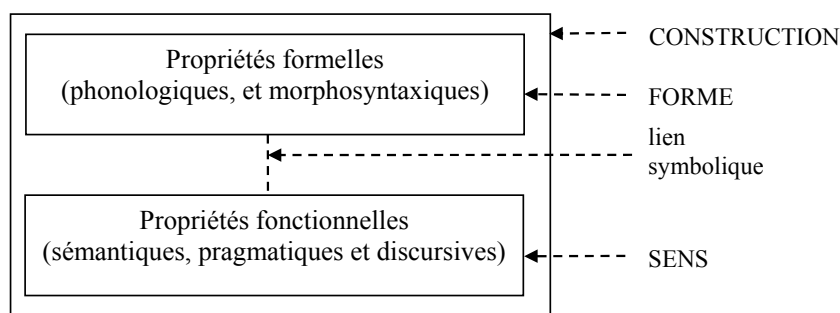 Propriétés formelles
(phonologiques, et morphosyntaxiques)
CONSTRUCTION
FORME
lien
symbolique
Propriétés fonctionnelles
(sémantiques, pragmatiques et discursives)
SENS